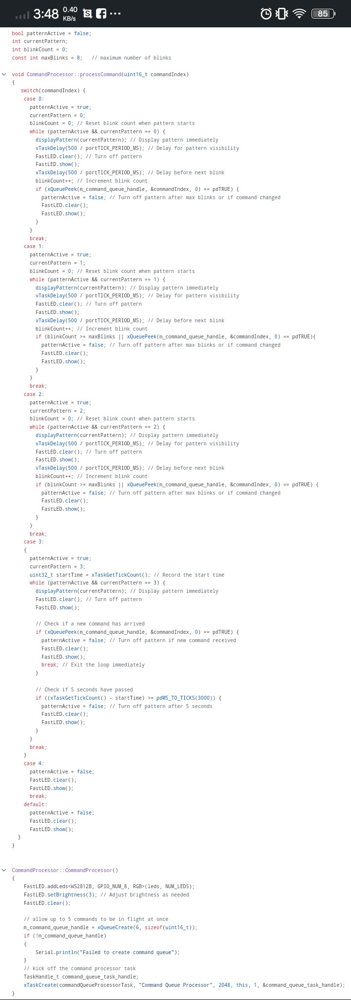 3:48 0.40 KB/s S f ••• 85
bool patternActive = false;
int currentPattern;
int blinkCount = 0;
const int maxBlinks = 8;   // maximum number of blinks
void CommandProcessor::processCommand(uint16_t commandIndex)
{
switch(commandIndex) {
case 0:
patternActive = true;
currentPattern = 0;
blinkCount = 0; // Reset blink count when pattern starts
while (patternActive && currentPattern == 0) {
displayPattern(currentPattern); // Display pattern immediately
vTaskDelay(500 / portTICK_PERIOD_MS); // Delay for pattern visibility
FastLED.clear(); // Turn off pattern
FastLED.show();
vTaskDelay(500 / portTICK_PERIOD_MS); // Delay before next blink
blinkCount++; // Increment blink count
if (xQueuePeek(m_command_queue_handle, &commandIndex, 0) == pdTRUE) {
patternActive = false; // Turn off pattern after max blinks or if command changed
FastLED.clear();
FastLED.show();
}
}
break;
case 1:
patternActive = true;
currentPattern = 1;
blinkCount = 0; // Reset blink count when pattern starts
while (patternActive && currentPattern == 1) {
displayPattern(currentPattern); // Display pattern immediately
vTaskDelay(500 / portTICK_PERIOD_MS); // Delay for pattern visibility
FastLED.clear(); // Turn off pattern
FastLED.show();
vTaskDelay(500 / portTICK_PERIOD_MS); // Delay before next blink
blinkCount++; // Increment blink count
if (blinkCount >= maxBlinks || xQueuePeek(m_command_queue_handle, &commandIndex, 0) == pdTRUE){
patternActive = false; // Turn off pattern after max blinks or if command changed
FastLED.clear();
FastLED.show();
}
}
break;
case 2:
patternActive = true;
currentPattern = 2;
blinkCount = 0; // Reset blink count when pattern starts
while (patternActive && currentPattern == 2) {
displayPattern(currentPattern); // Display pattern immediately
vTaskDelay(500 / portTICK_PERIOD_MS); // Delay for pattern visibility
FastLED.clear(); // Turn off pattern
FastLED.show();
vTaskDelay(500 / portTICK_PERIOD_MS); // Delay before next blink
blinkCount++; // Increment blink count
if (blinkCount >= maxBlinks || xQueuePeek(m_command_queue_handle, &commandIndex, 0) == pdTRUE) {
patternActive = false; // Turn off pattern after max blinks or if command changed
FastLED.clear();
FastLED.show();
}
}
break;
case 3:
{
patternActive = true;
currentPattern = 3;
uint32_t startTime = xTaskGetTickCount(); // Record the start time
while (patternActive && currentPattern == 3) {
displayPattern(currentPattern); // Display pattern immediately
FastLED.clear(); // Turn off pattern
FastLED.show();
// Check if a new command has arrived
if (xQueuePeek(m_command_queue_handle, &commandIndex, 0) == pdTRUE) {
patternActive = false; // Turn off pattern if new command received
FastLED.clear();
FastLED.show();
break; // Exit the loop immediately
}
// Check if 5 seconds have passed
if ((xTaskGetTickCount() - startTime) >= pdMS_TO_TICKS(3000)) {
patternActive = false; // Turn off pattern after 5 seconds
FastLED.clear();
FastLED.show();
}
}
break;
}
case 4:
patternActive = false;
FastLED.clear();
FastLED.show();
break;
default:
patternActive = false;
FastLED.clear();
FastLED.show();
}
}
CommandProcessor::CommandProcessor()
{
FastLED.addLeds<WS2812B, GPIO_NUM_8, RGB>(leds, NUM_LEDS);
FastLED.setBrightness(3); // Adjust brightness as needed
FastLED.clear();
// allow up to 5 commands to be in flight at once
m_command_queue_handle = xQueueCreate(6, sizeof(uint16_t));
if (!m_command_queue_handle)
{
Serial.println("Failed to create command queue");
}
// kick off the command processor task
TaskHandle_t command_queue_task_handle;
xTaskCreate(commandQueueProcessorTask, "Command Queue Processor", 2048, this, 1, &command_queue_task_handle);
}